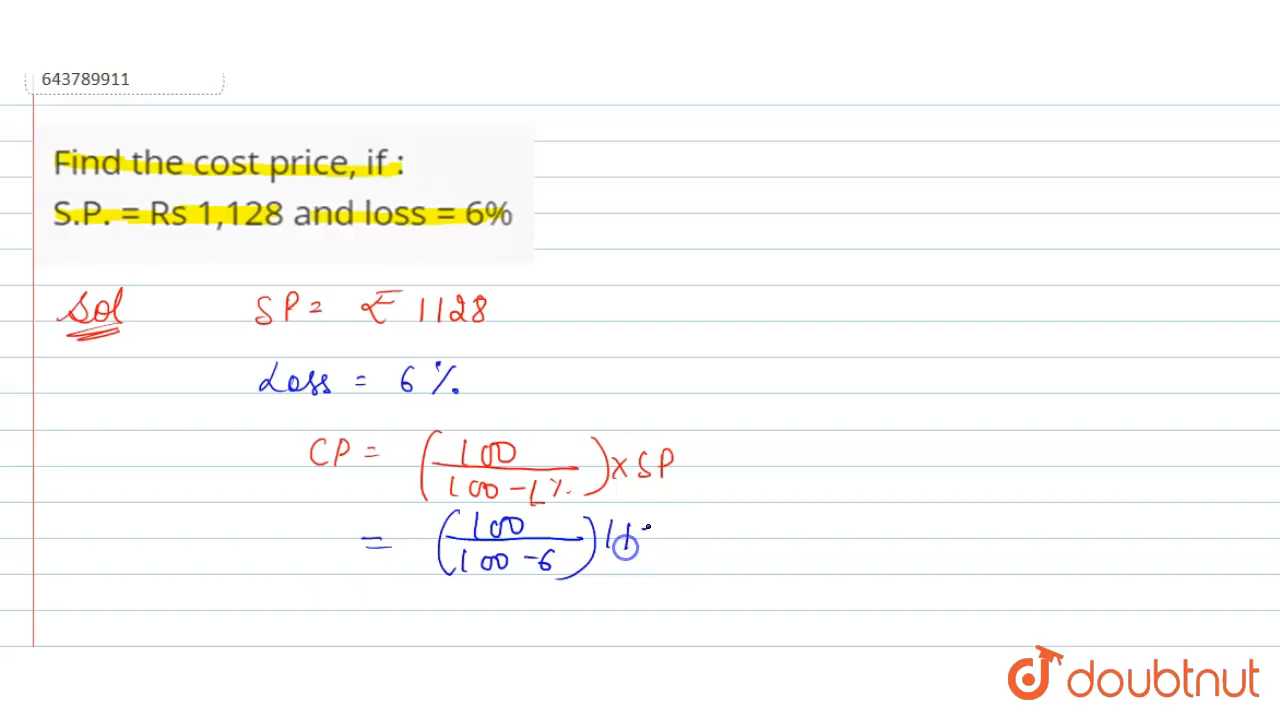 643789911
Find the cost price, if :
S.P. = Rs 1,128 and loss = 6%
Sol SP = ₹ 1128
Loss = 6 %.
CP = (100/100-L%) × SP
= (100/100-6) 11
doubtnut